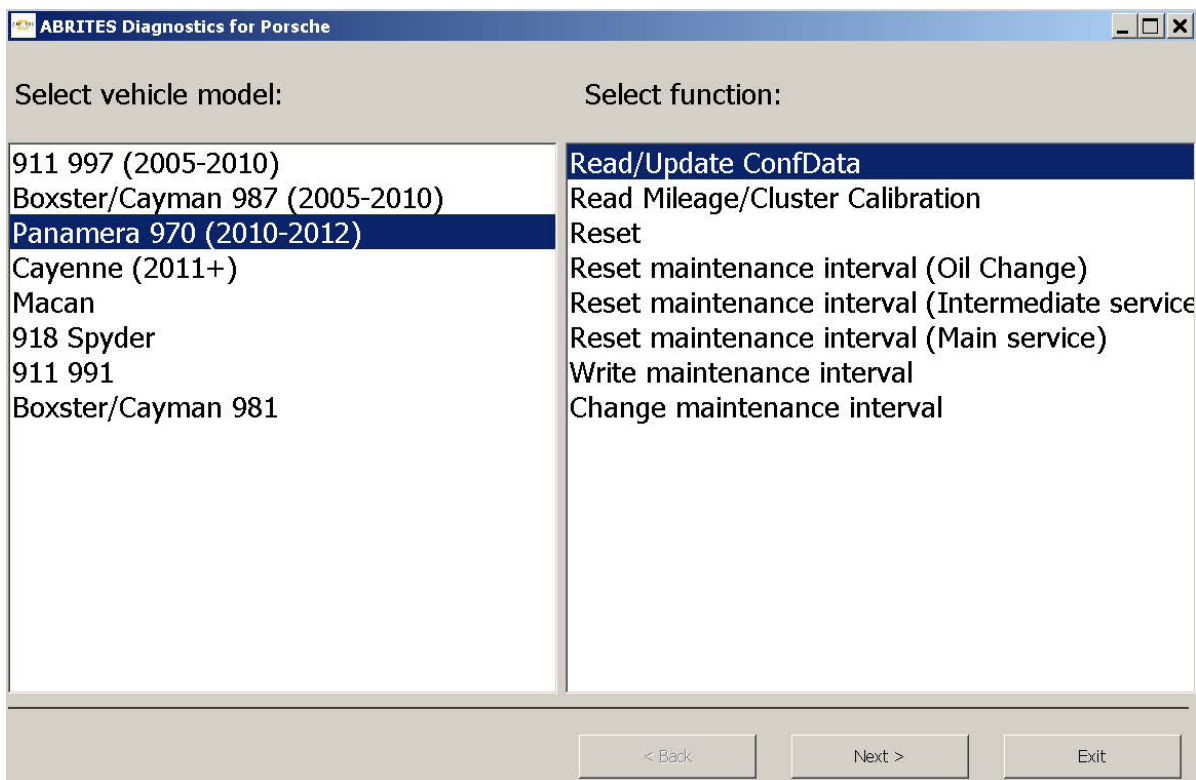 ABRITES Diagnostics for Porsche
Select vehicle model:
Select function:
911 997 (2005-2010)
Boxster/Cayman 987 (2005-2010)
Panamera 970 (2010-2012)
Cayenne (2011+)
Macan
918 Spyder
911 991
Boxster/Cayman 981
Read/Update ConfData
Read Mileage/Cluster Calibration
Reset
Reset maintenance interval (Oil Change)
Reset maintenance interval (Intermediate service
Reset maintenance interval (Main service)
Write maintenance interval
Change maintenance interval
< Back
Next >
Exit